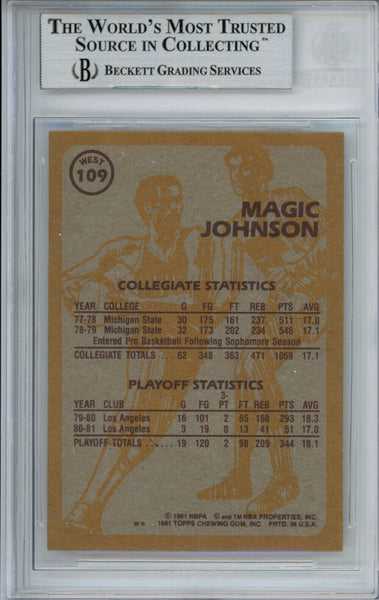 THE WORLD'S MOST TRUSTED
SOURCE IN COLLECTING™
B BECKETT GRADING SERVICES
WEST
109
MAGIC
JOHNSON
COLLEGIATE STATISTICS
YEAR COLLEGE G FG FT REB PTS AVG
77-78 Michigan State 30 175 161 237 511 17.0
78-79 Michigan State 32 173 202 234 548 17.1
Entered Pro Basketball Following Sophomore Season
COLLEGIATE TOTALS . . . 62 348 363 471 1059 17.1
PLAYOFF STATISTICS
3-
YEAR CLUB G FG PT FT REB PTS AVG
79-80 Los Angeles 16 101 2 85 168 293 18.3
80-81 Los Angeles 3 19 0 13 41 51 17.0
PLAYOFF TOTALS . . . . . 19 120 2 98 209 344 18.1
© 1981 NBPA © and TM NBA PROPERTIES, INC.
** 1981 TOPPS CHEWING GUM, INC. PRTD. IN U.S.A.